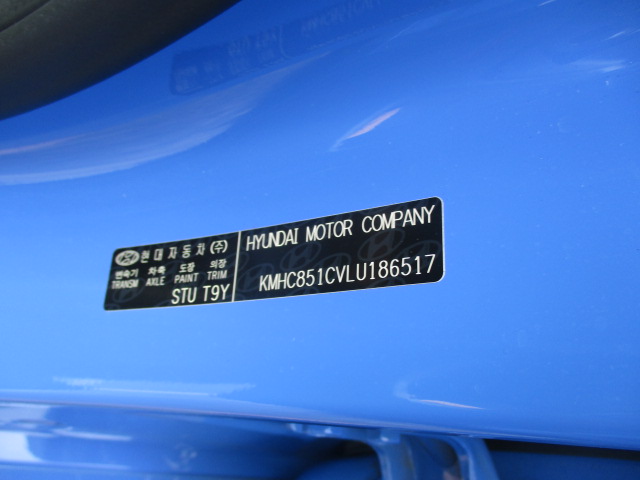 현대자동차(주)
변속기 차축 도장 의장
TRANSM AXLE PAINT TRIM
STU T9Y
HYUNDAI MOTOR COMPANY
KMHC851CVLU186517